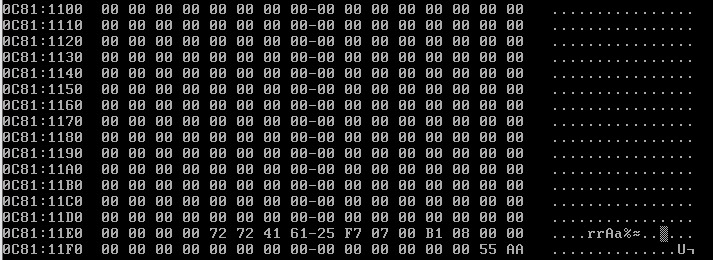 0C81:1100  00 00 00 00 00 00 00 00-00 00 00 00 00 00 00 00   ................
0C81:1110  00 00 00 00 00 00 00 00-00 00 00 00 00 00 00 00   ................
0C81:1120  00 00 00 00 00 00 00 00-00 00 00 00 00 00 00 00   ................
0C81:1130  00 00 00 00 00 00 00 00-00 00 00 00 00 00 00 00   ................
0C81:1140  00 00 00 00 00 00 00 00-00 00 00 00 00 00 00 00   ................
0C81:1150  00 00 00 00 00 00 00 00-00 00 00 00 00 00 00 00   ................
0C81:1160  00 00 00 00 00 00 00 00-00 00 00 00 00 00 00 00   ................
0C81:1170  00 00 00 00 00 00 00 00-00 00 00 00 00 00 00 00   ................
0C81:1180  00 00 00 00 00 00 00 00-00 00 00 00 00 00 00 00   ................
0C81:1190  00 00 00 00 00 00 00 00-00 00 00 00 00 00 00 00   ................
0C81:11A0  00 00 00 00 00 00 00 00-00 00 00 00 00 00 00 00   ................
0C81:11B0  00 00 00 00 00 00 00 00-00 00 00 00 00 00 00 00   ................
0C81:11C0  00 00 00 00 00 00 00 00-00 00 00 00 00 00 00 00   ................
0C81:11D0  00 00 00 00 00 00 00 00-00 00 00 00 00 00 00 00   ................
0C81:11E0  00 00 00 00 72 72 41 61-25 F7 07 00 B1 08 00 00   ....rrAa%≈..▒...
0C81:11F0  00 00 00 00 00 00 00 00-00 00 00 00 00 00 55 AA   ..............U¬